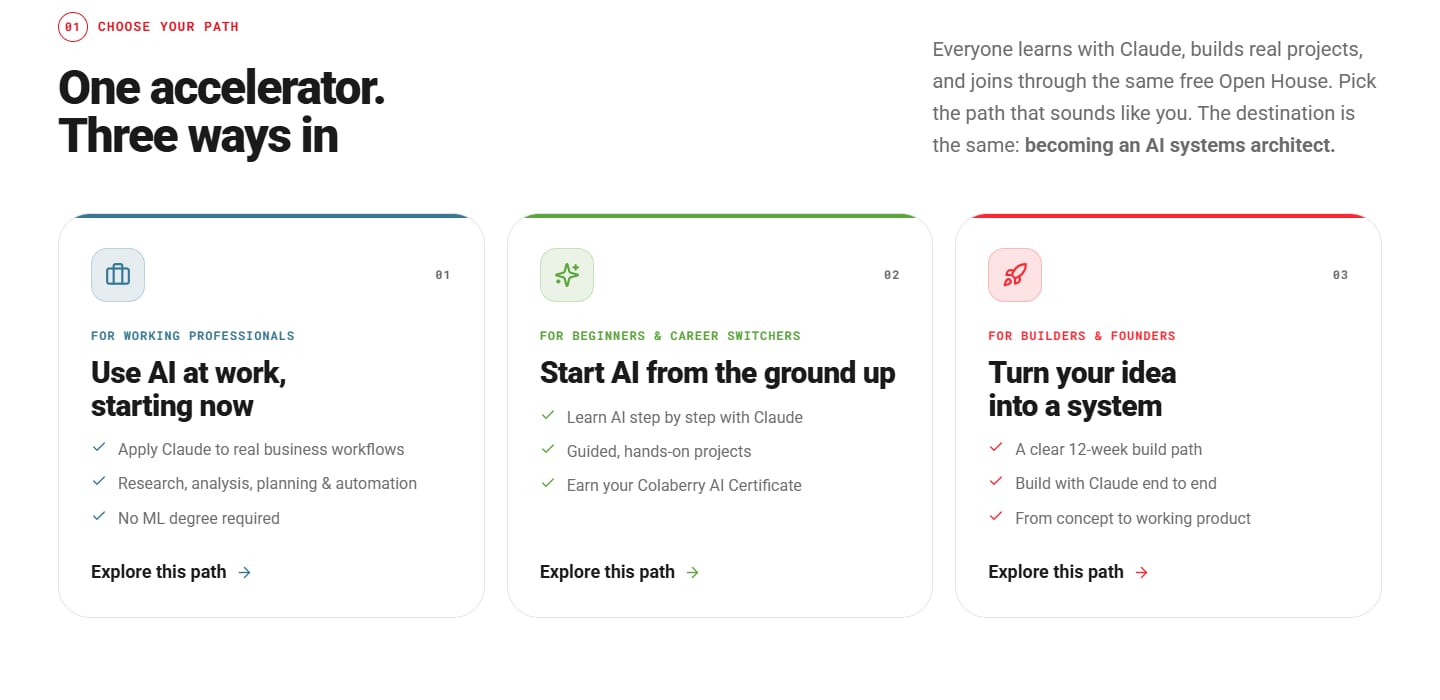 01 CHOOSE YOUR PATH
One accelerator.
Three ways in
Everyone learns with Claude, builds real projects,
and joins through the same free Open House. Pick
the path that sounds like you. The destination is
the same: becoming an AI systems architect.
01
FOR WORKING PROFESSIONALS
Use AI at work,
starting now
Apply Claude to real business workflows
Research, analysis, planning & automation
No ML degree required
Explore this path →
02
FOR BEGINNERS & CAREER SWITCHERS
Start AI from the ground up
Learn AI step by step with Claude
Guided, hands-on projects
Earn your Colaberry AI Certificate
Explore this path →
03
FOR BUILDERS & FOUNDERS
Turn your idea
into a system
A clear 12-week build path
Build with Claude end to end
From concept to working product
Explore this path →